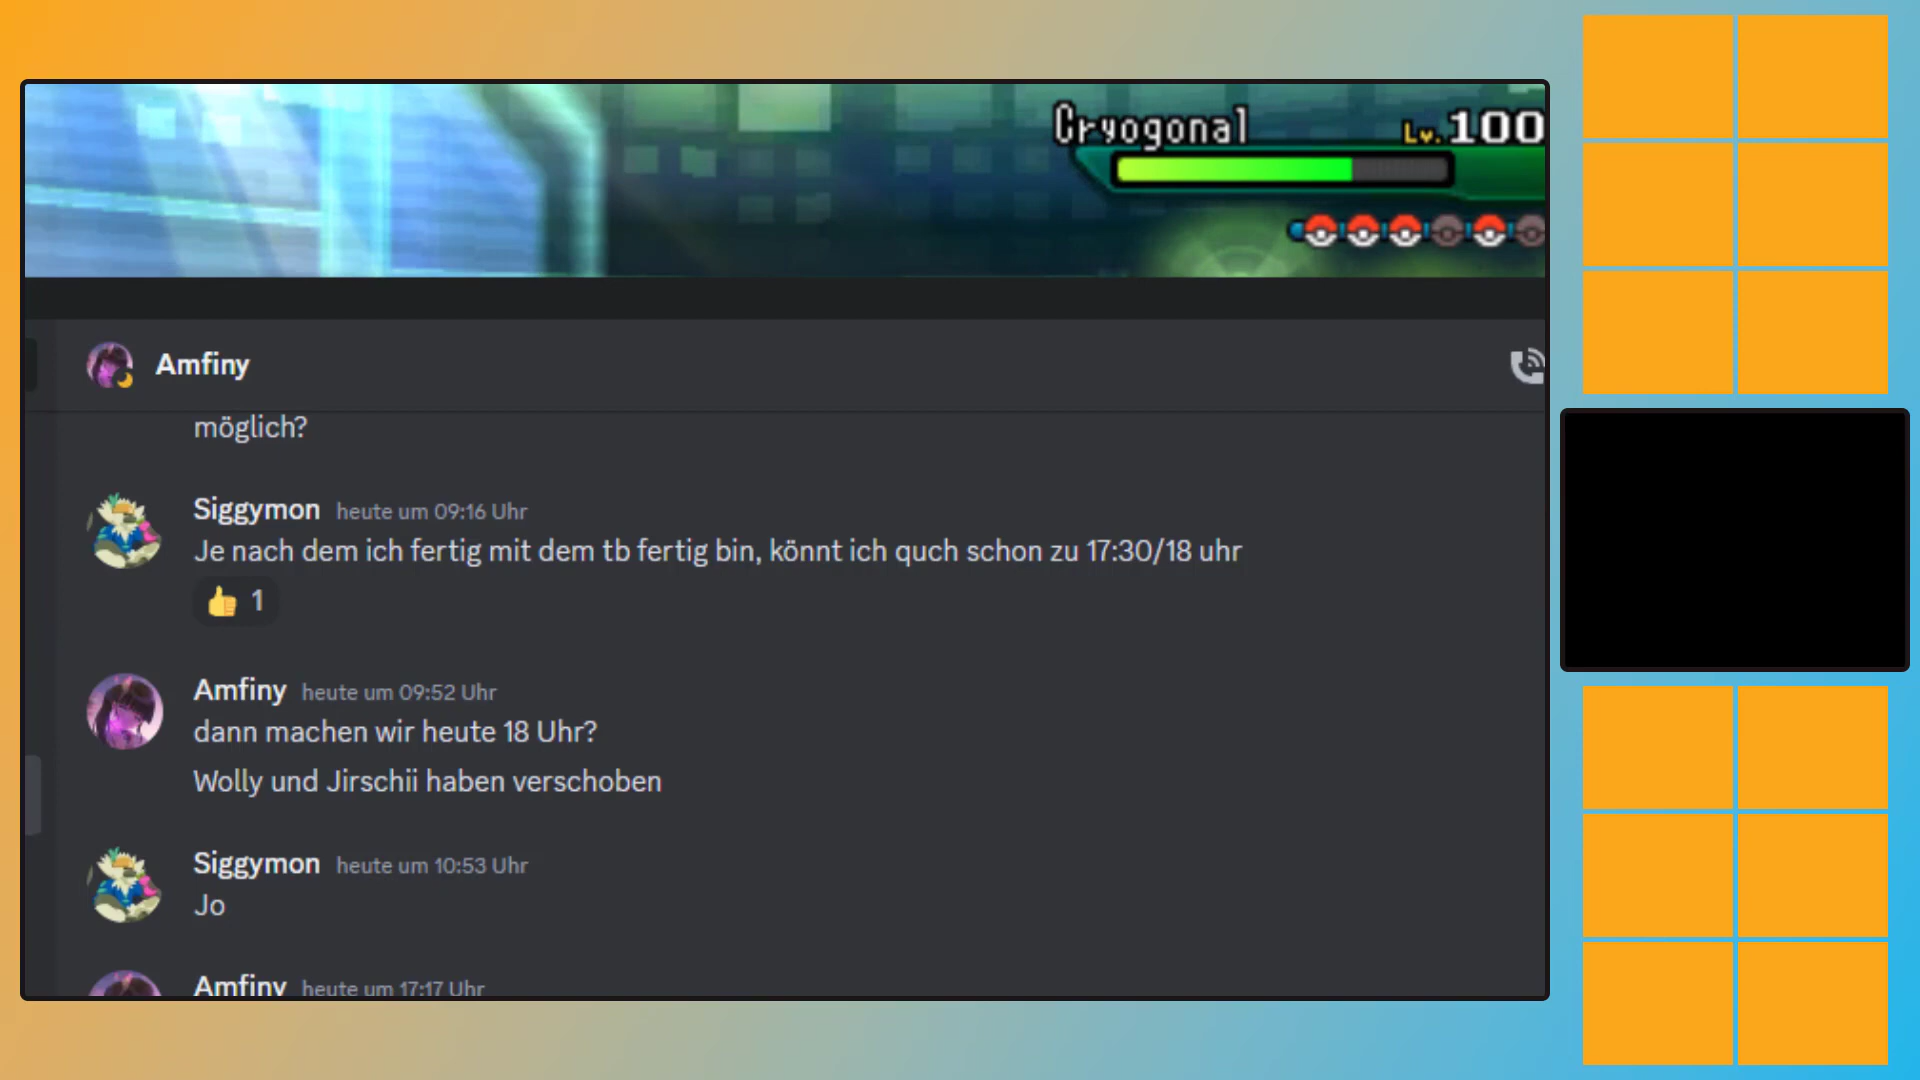 Cryogonal Lv.100
Amfiny
möglich?
Siggymon heute um 09:16 Uhr
Je nach dem ich fertig mit dem tb fertig bin, könnt ich quch schon zu 17:30/18 uhr
👍 1
Amfiny heute um 09:52 Uhr
dann machen wir heute 18 Uhr?
Wolly und Jirschii haben verschoben
Siggymon heute um 10:53 Uhr
Jo
Amfiny heute um 17:17 Uhr